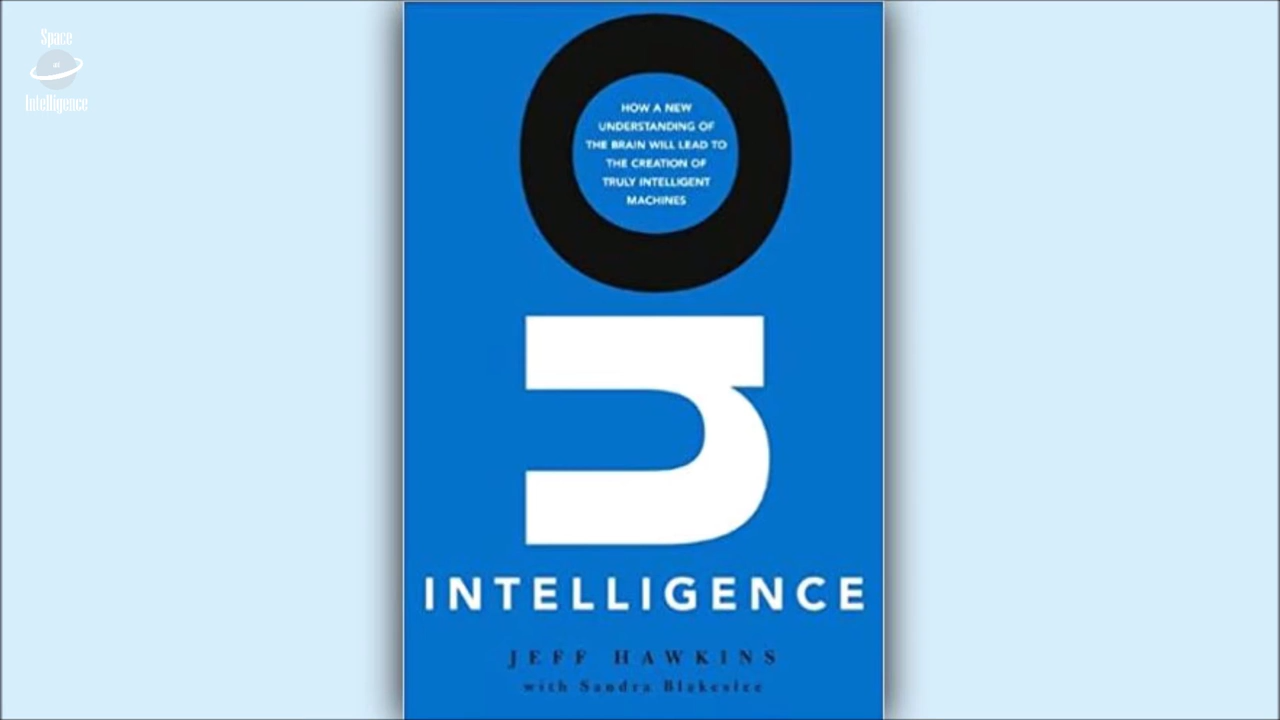 Space
of
Intelligence
O
HOW A NEW
UNDERSTANDING OF
THE BRAIN WILL LEAD TO
THE CREATION OF
TRULY INTELLIGENT
MACHINES
n
INTELLIGENCE
JEFF HAWKINS
with Sandra Blakeslee